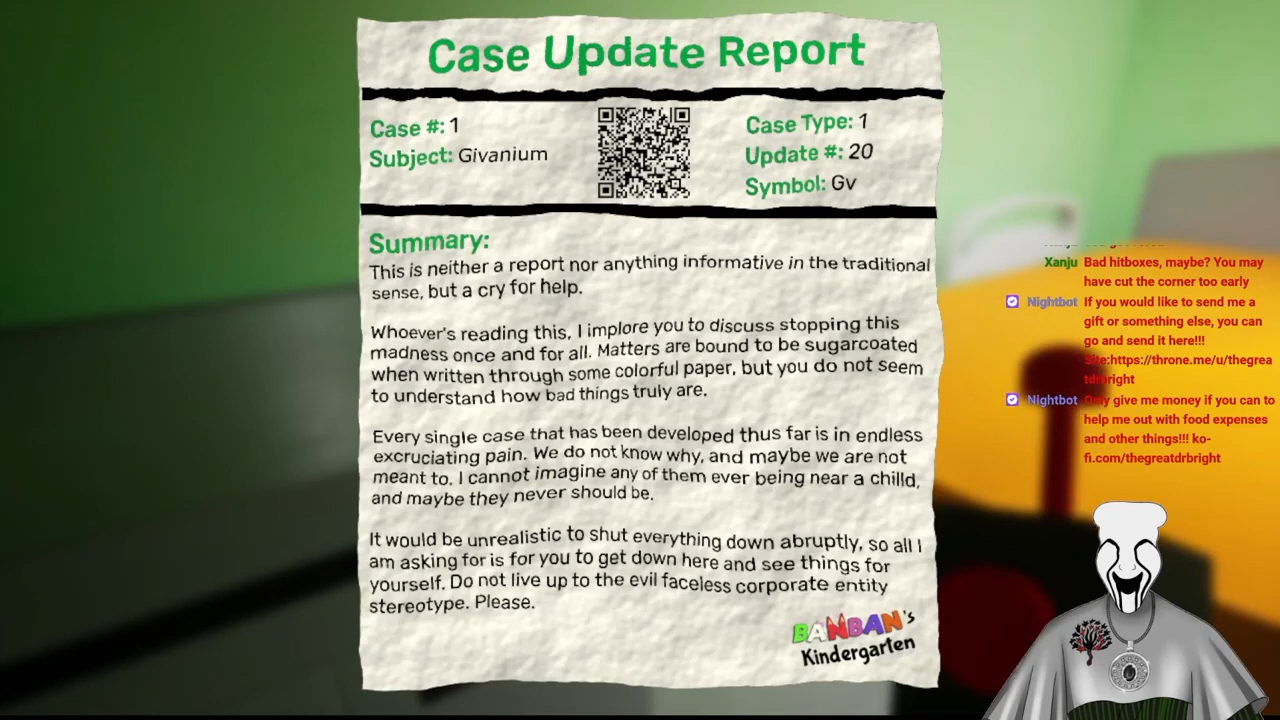 Case Update Report
Case #: 1
Subject: Givanium
Case Type: 1
Update #: 20
Symbol: Gv
Summary:
This is neither a report nor anything informative in the traditional
sense, but a cry for help.
Whoever's reading this, I implore you to discuss stopping this
madness once and for all. Matters are bound to be sugarcoated
when written through some colorful paper, but you do not seem
to understand how bad things truly are.
Every single case that has been developed thus far is in endless
excruciating pain. We do not know why, and maybe we are not
meant to. I cannot imagine any of them ever being near a chilld,
and maybe they never should be.
It would be unrealistic to shut everything down abruptly, so all I
am asking for is for you to get down here and see things for
yourself. Do not live up to the evil faceless corporate entity
stereotype. Please.
BANBAN's
Kindergarten
Xanju Bad hitboxes, maybe? You may
have cut the corner too early
Nightbot If you would like to send me a
gift or something else, you can
go and send it here!!!
Site:https://throne.me/u/thegrea
tdrbright
Nightbot Only give me money if you can to
help me out with food expenses
and other things!!! ko-
fi.com/thegreatdrbright